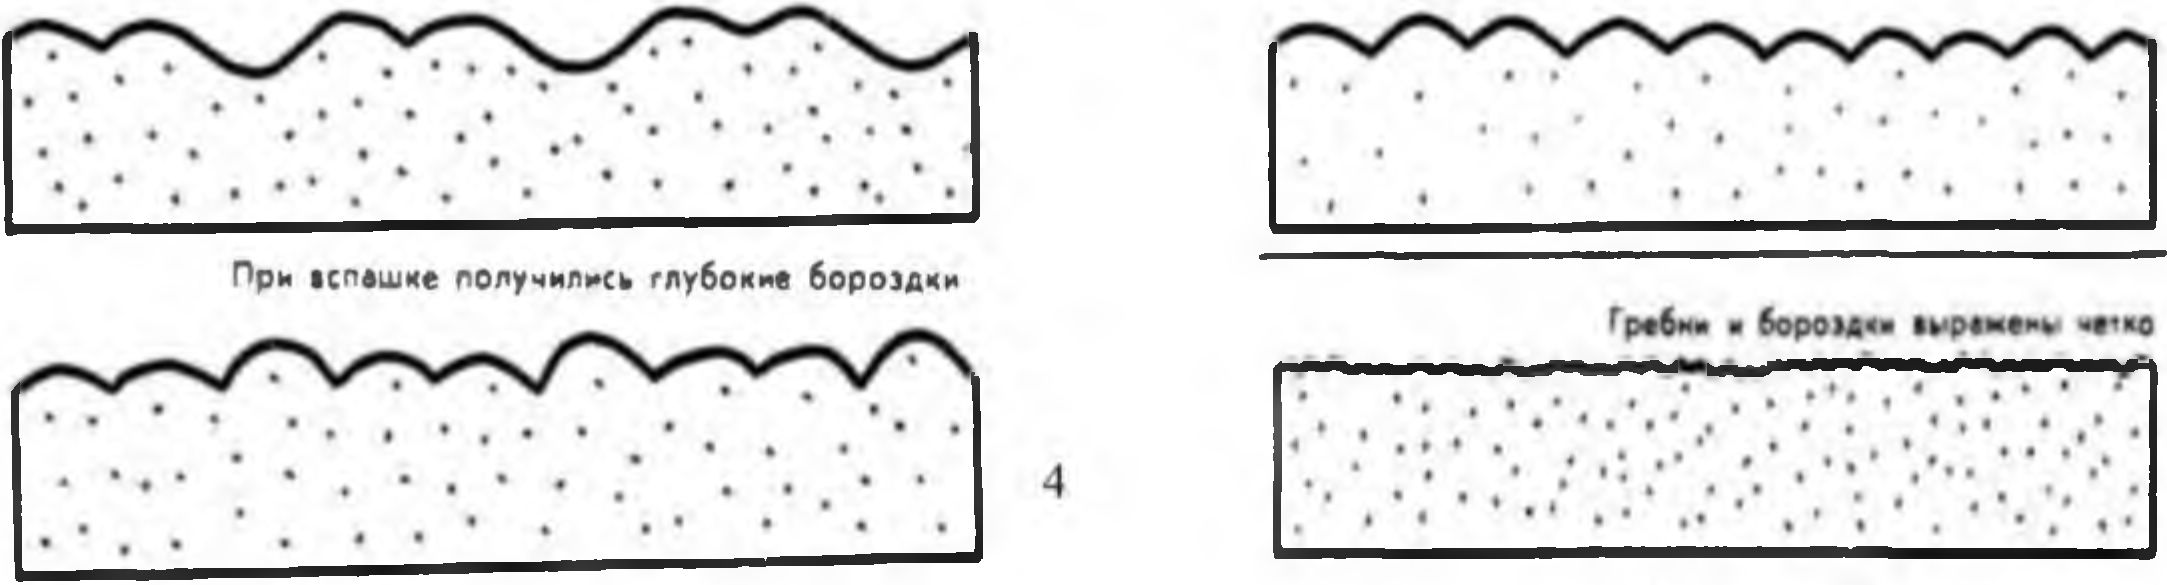 При вспашке получились глубокие бороздки
Гребни и бороздки выражены четко
4